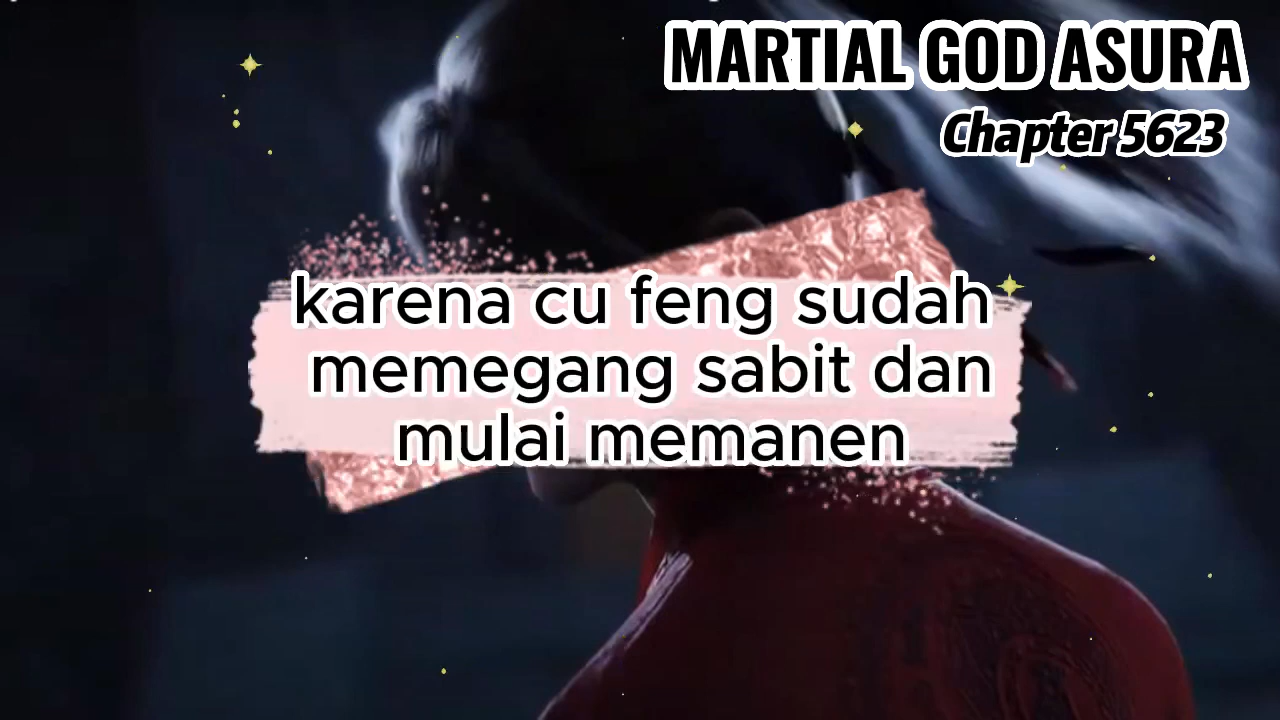 MARTIAL GOD ASURA
Chapter 5623
karena cu feng sudah
memegang sabit dan
mulai memanen